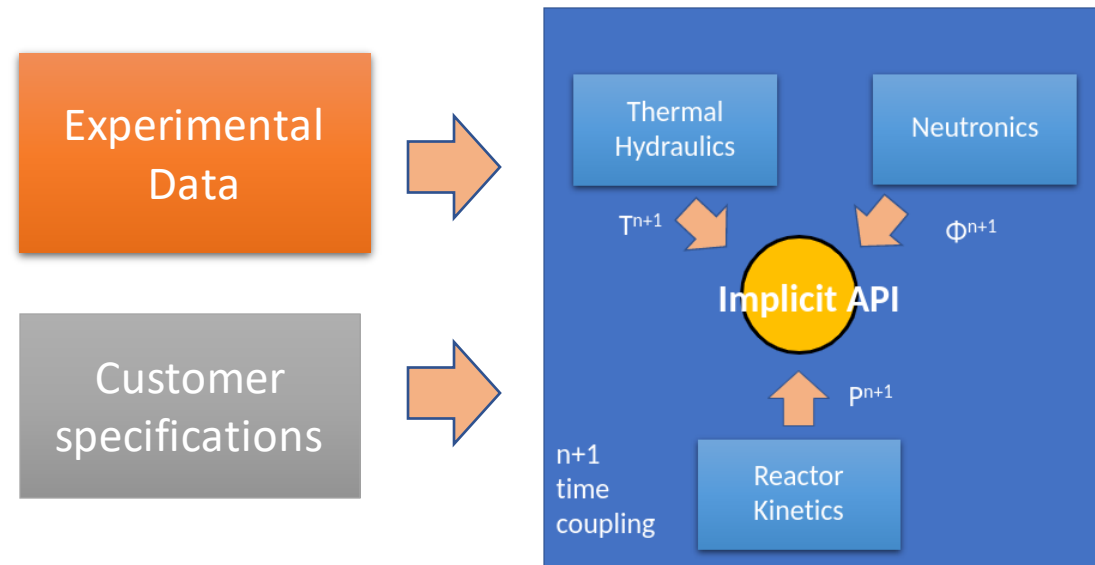 Experimental
Data
Customer
specifications
Thermal
Hydraulics
Neutronics
Tⁿ⁺¹
Φⁿ⁺¹
Implicit API
Pⁿ⁺¹
n+1
time
coupling
Reactor
Kinetics